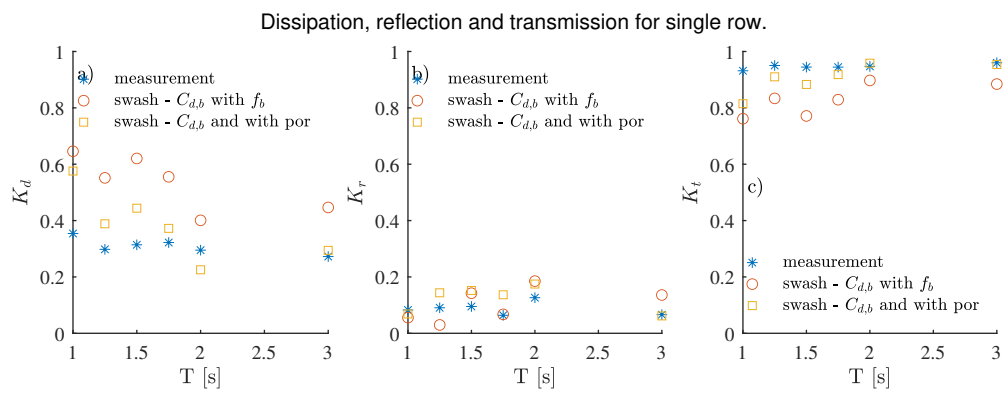 Dissipation, reflection and transmission for single row.
1
0.8
0.6
0.4
0.2
0
K_d
a)
measurement
swash - C_{d,b} with f_b
swash - C_{d,b} and with por
1 1.5 2 2.5 3
T [s]
1
0.8
0.6
0.4
0.2
0
K_r
b)
measurement
swash - C_{d,b} with f_b
swash - C_{d,b} and with por
1 1.5 2 2.5 3
T [s]
1
0.8
0.6
0.4
0.2
0
K_t
c)
measurement
swash - C_{d,b} with f_b
swash - C_{d,b} and with por
1 1.5 2 2.5 3
T [s]